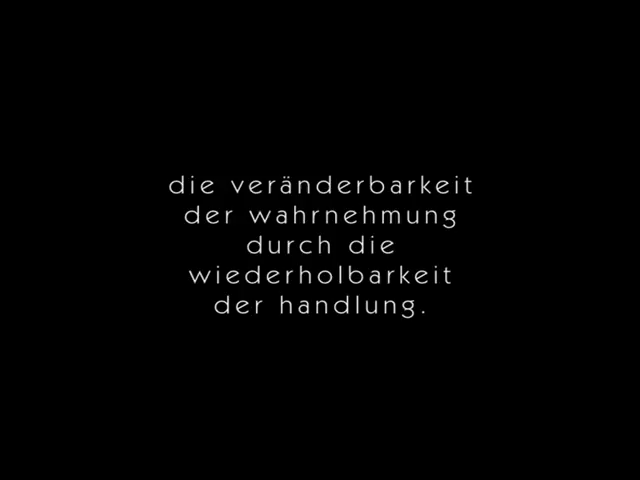 die veränderbarkeit
der wahrnehmung
durch die
wiederholbarkeit
der handlung.